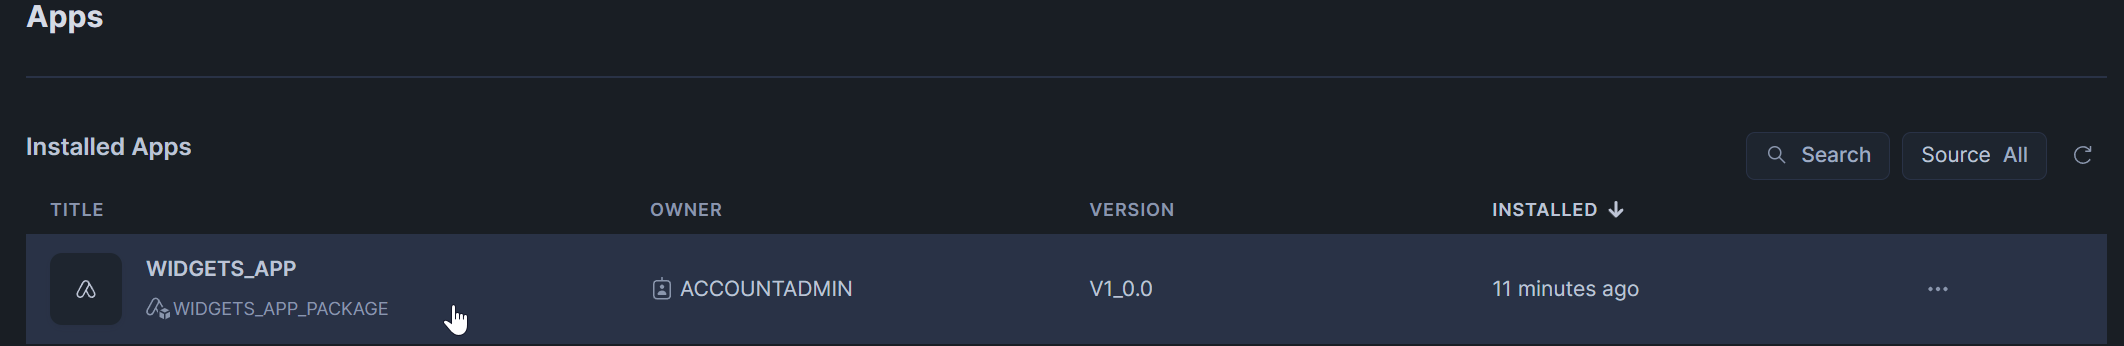 Apps
Installed Apps
Search
Source All
TITLE OWNER VERSION INSTALLED
WIDGETS_APP
WIDGETS_APP_PACKAGE
ACCOUNTADMIN
V1_0.0
11 minutes ago